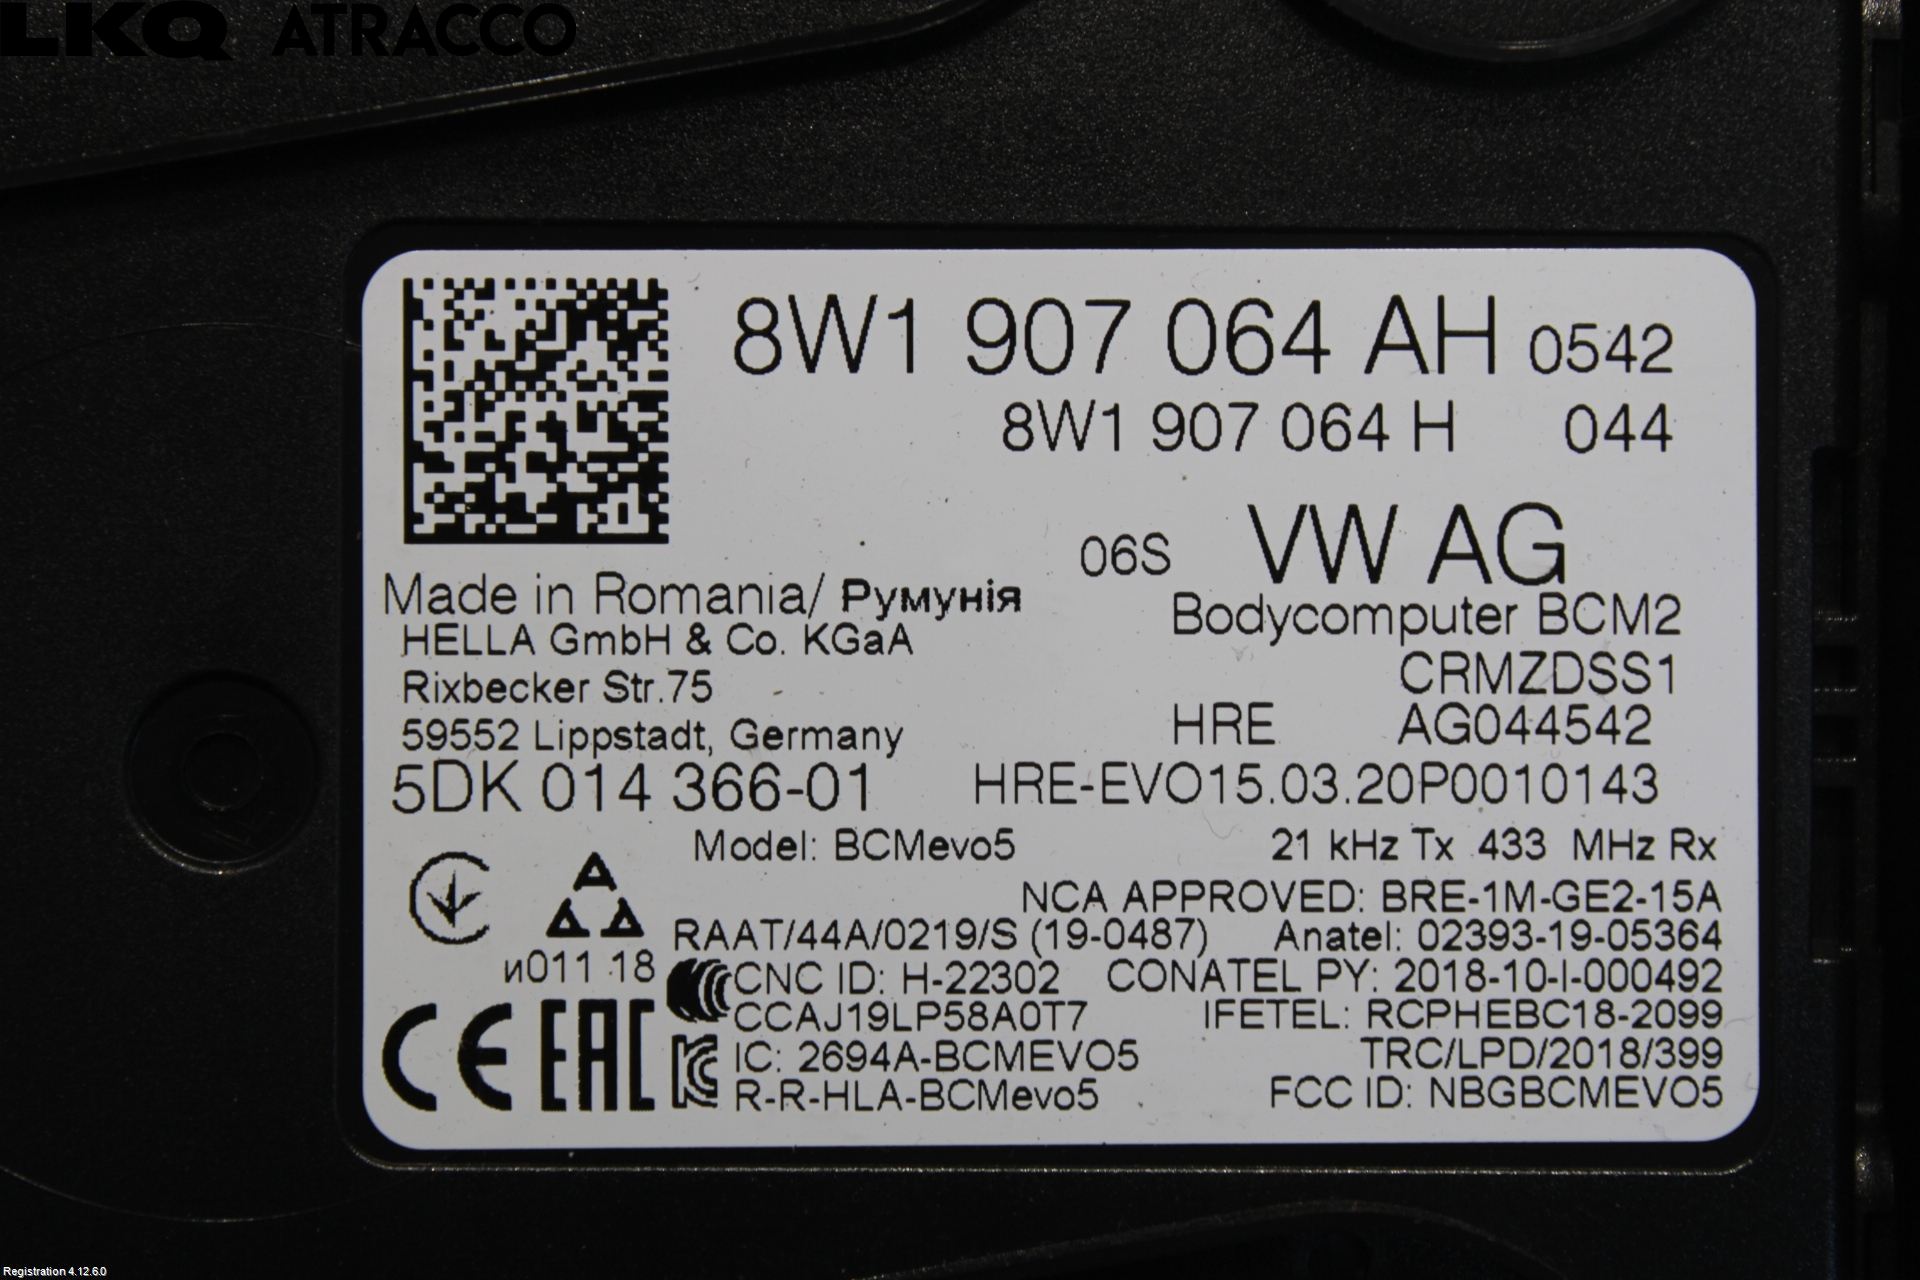 LKQ ATRACCO
8W1 907 064 AH 0542
8W1 907 064 H 044
06S VW AG
Made in Romania/ Румунія
Bodycomputer BCM2
HELLA GmbH & Co. KGaA
CRMZDSS1
Rixbecker Str.75
HRE AG044542
59552 Lippstadt, Germany
5DK 014 366-01 HRE-EVO15.03.20P0010143
Model: BCMevo5 21 kHz Tx 433 MHz Rx
NCA APPROVED: BRE-1M-GE2-15A
RAAT/44A/0219/S (19-0487) Anatel: 02393-19-05364
и011 18 CNC ID: H-22302 CONATEL PY: 2018-10-I-000492
CCAJ19LP58A0T7 IFETEL: RCPHEBC18-2099
CE EAC IC: 2694A-BCMEVO5 TRC/LPD/2018/399
R-R-HLA-BCMevo5 FCC ID: NBGBCMEVO5
Registration 4.12.6.0